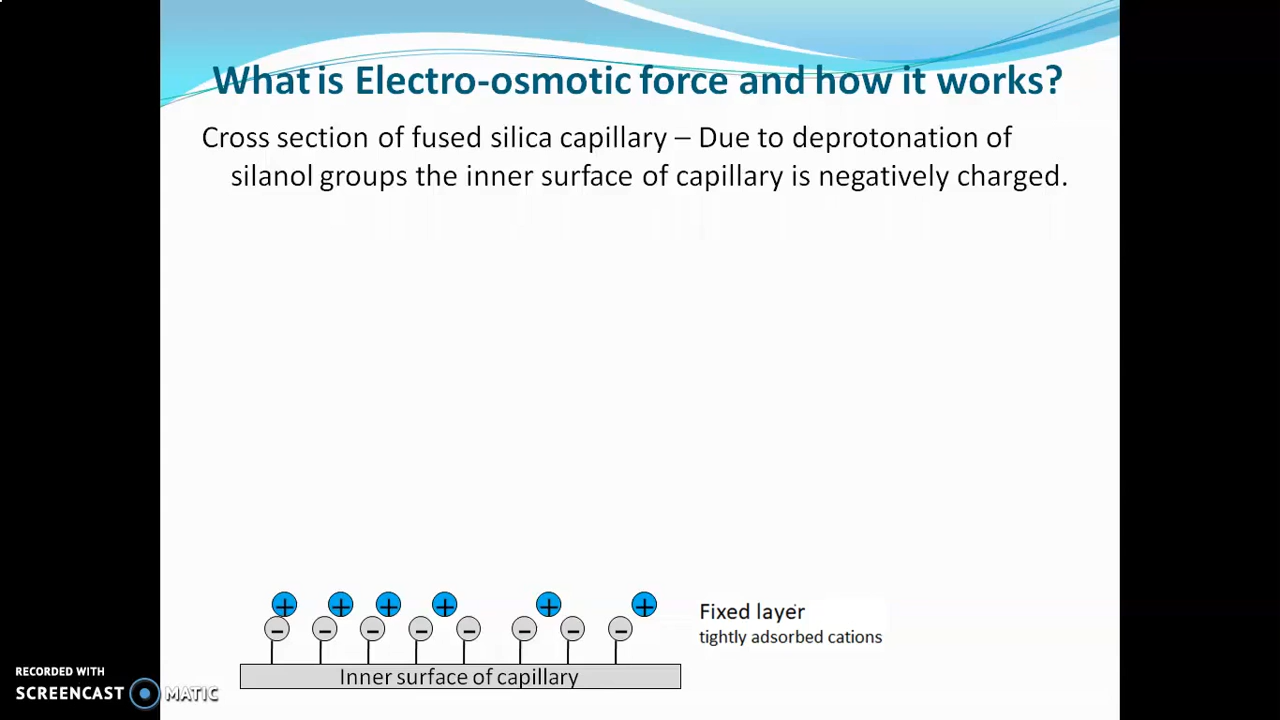 What is Electro-osmotic force and how it works?
Cross section of fused silica capillary – Due to deprotonation of
silanol groups the inner surface of capillary is negatively charged.
+ + + + + +
Fixed layer
- - - - - - - -
tightly adsorbed cations
Inner surface of capillary
RECORDED WITH
SCREENCAST MATIC